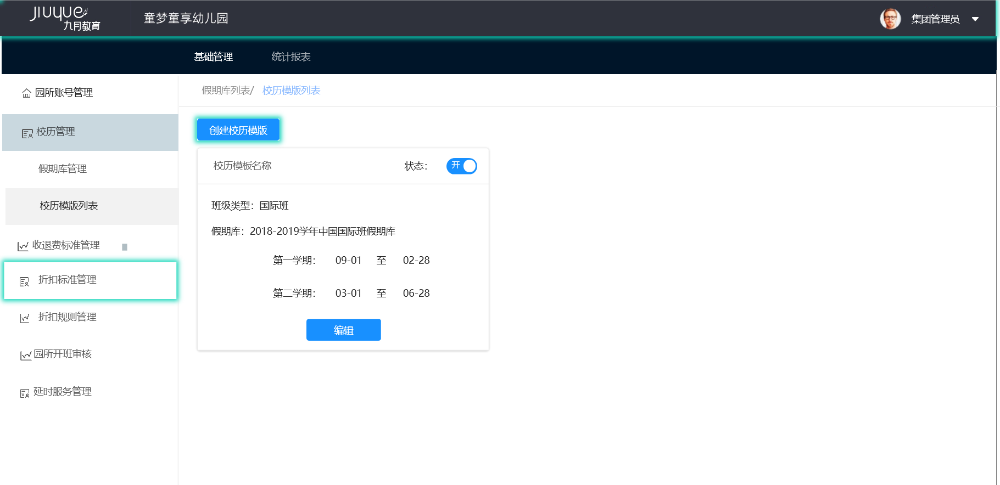 JIUYUE
九月教育
童梦童享幼儿园
集团管理员
基础管理
统计报表
园所账号管理
校历管理
假期库管理
校历模版列表
收退费标准管理
折扣标准管理
折扣规则管理
园所开班审核
延时服务管理
假期库列表/ 校历模版列表
创建校历模版
校历模板名称
状态：
开
班级类型：国际班
假期库：2018-2019学年中国国际班假期库
第一学期： 09-01 至 02-28
第二学期： 03-01 至 06-28
编辑